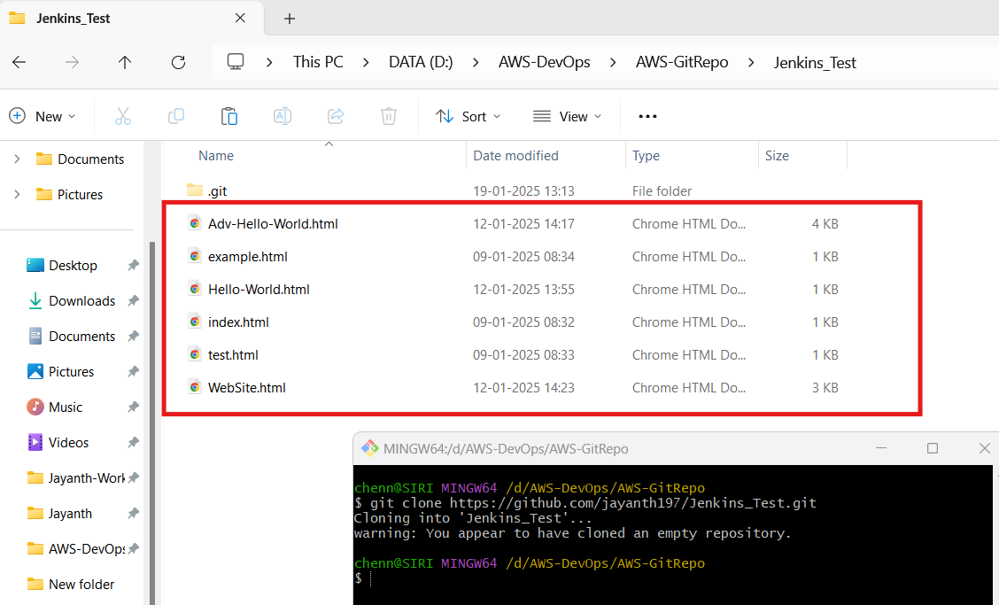 Jenkins_Test
This PC > DATA (D:) > AWS-DevOps > AWS-GitRepo > Jenkins_Test
New Sort View
Documents
Pictures
Desktop
Downloads
Documents
Pictures
Music
Videos
Jayanth-Work
Jayanth
AWS-DevOps
New folder
Name Date modified Type Size
.git 19-01-2025 13:13 File folder
Adv-Hello-World.html 12-01-2025 14:17 Chrome HTML Do... 4 KB
example.html 09-01-2025 08:34 Chrome HTML Do... 1 KB
Hello-World.html 12-01-2025 13:55 Chrome HTML Do... 1 KB
index.html 09-01-2025 08:32 Chrome HTML Do... 1 KB
test.html 09-01-2025 08:33 Chrome HTML Do... 1 KB
WebSite.html 12-01-2025 14:23 Chrome HTML Do... 3 KB
MINGW64:/d/AWS-DevOps/AWS-GitRepo
chenn@SIRI MINGW64 /d/AWS-DevOps/AWS-GitRepo
$ git clone https://github.com/jayanth197/Jenkins_Test.git
Cloning into 'Jenkins_Test'...
warning: You appear to have cloned an empty repository.
chenn@SIRI MINGW64 /d/AWS-DevOps/AWS-GitRepo
$